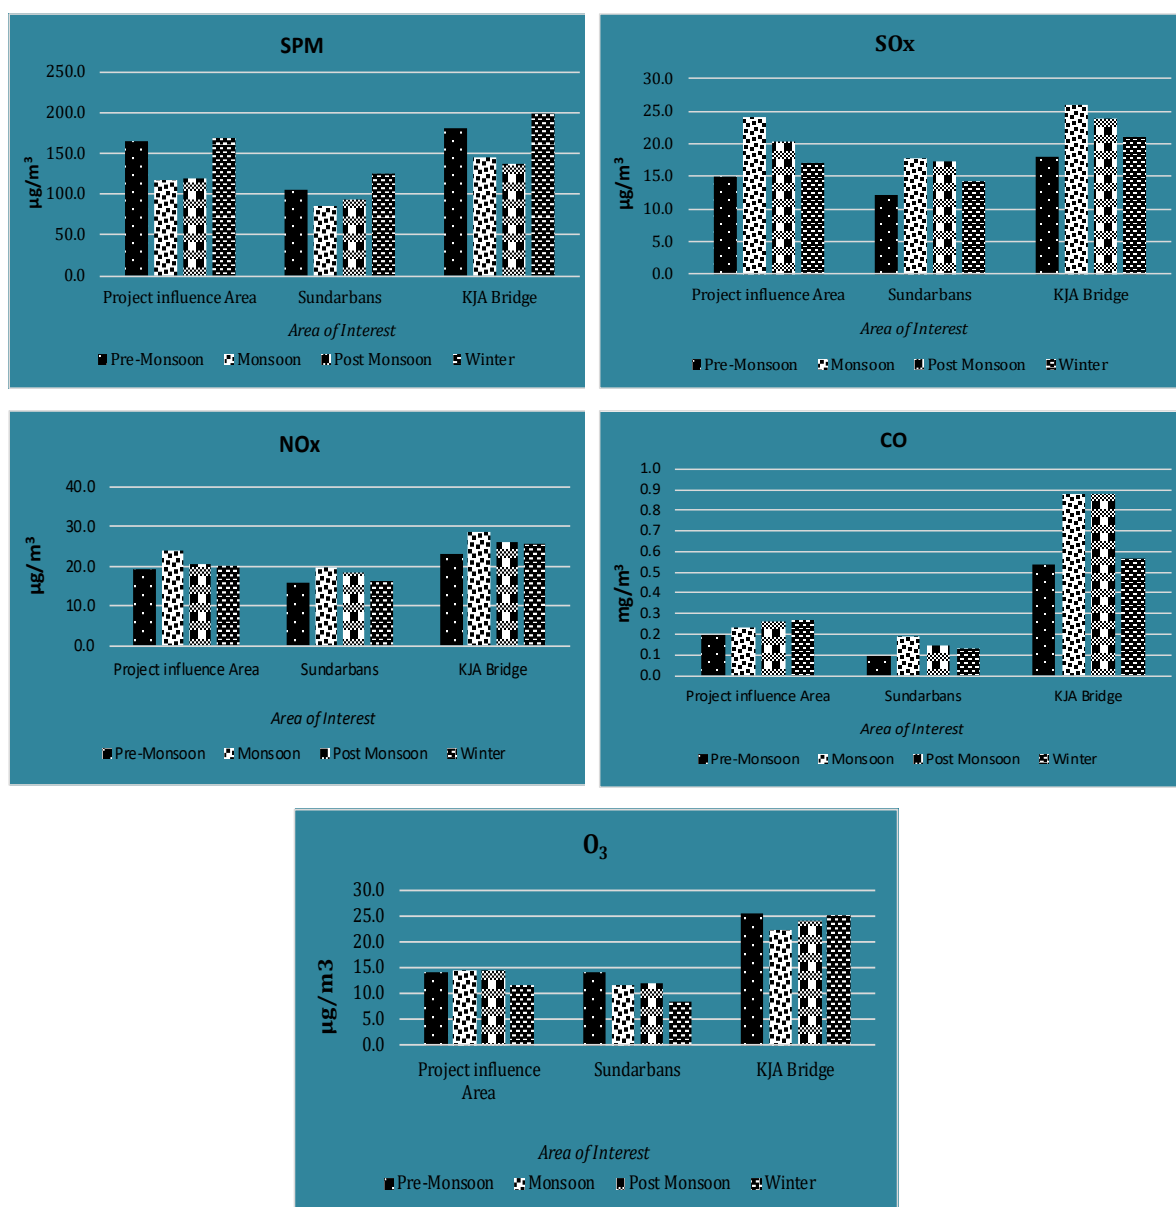 SPM
250.0
200.0
150.0
100.0
50.0
0.0
µg/m³
Project influence Area Sundarbans KJA Bridge
Area of Interest
Pre-Monsoon Monsoon Post Monsoon Winter
SOx
30.0
25.0
20.0
15.0
10.0
5.0
0.0
µg/m³
Project influence Area Sundarbans KJA Bridge
Area of Interest
Pre-Monsoon Monsoon Post Monsoon Winter
NOx
40.0
30.0
20.0
10.0
0.0
µg/m³
Project influence Area Sundarbans KJA Bridge
Area of Interest
Pre-Monsoon Monsoon Post Monsoon Winter
CO
1.0
0.9
0.8
0.7
0.6
0.5
0.4
0.3
0.2
0.1
0.0
mg/m³
Project influence Area Sundarbans KJA Bridge
Area of Interest
Pre-Monsoon Monsoon Post Monsoon Winter
O₃
30.0
25.0
20.0
15.0
10.0
5.0
0.0
µg/m3
Project influence Sundarbans KJA Bridge
Area
Area of Interest
Pre-Monsoon Monsoon Post Monsoon Winter